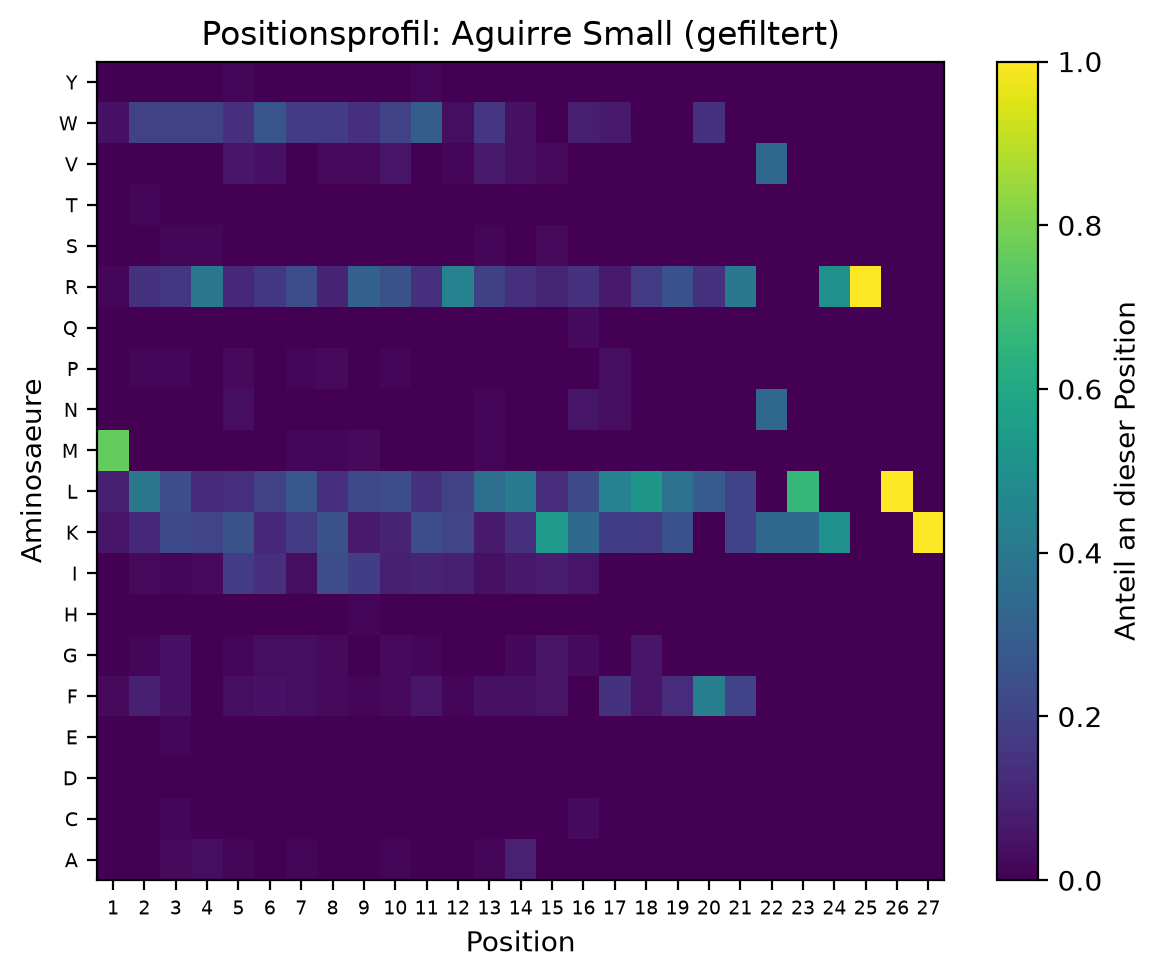 Positionsprofil: Aguirre Small (gefiltert)
Y
W
V
T
S
R
Q
P
N
M
L
K
I
H
G
F
E
D
C
A
Aminosaeure
1 2 3 4 5 6 7 8 9 10 11 12 13 14 15 16 17 18 19 20 21 22 23 24 25 26 27
Position
1.0
0.8
0.6
0.4
0.2
0.0
Anteil an dieser Position